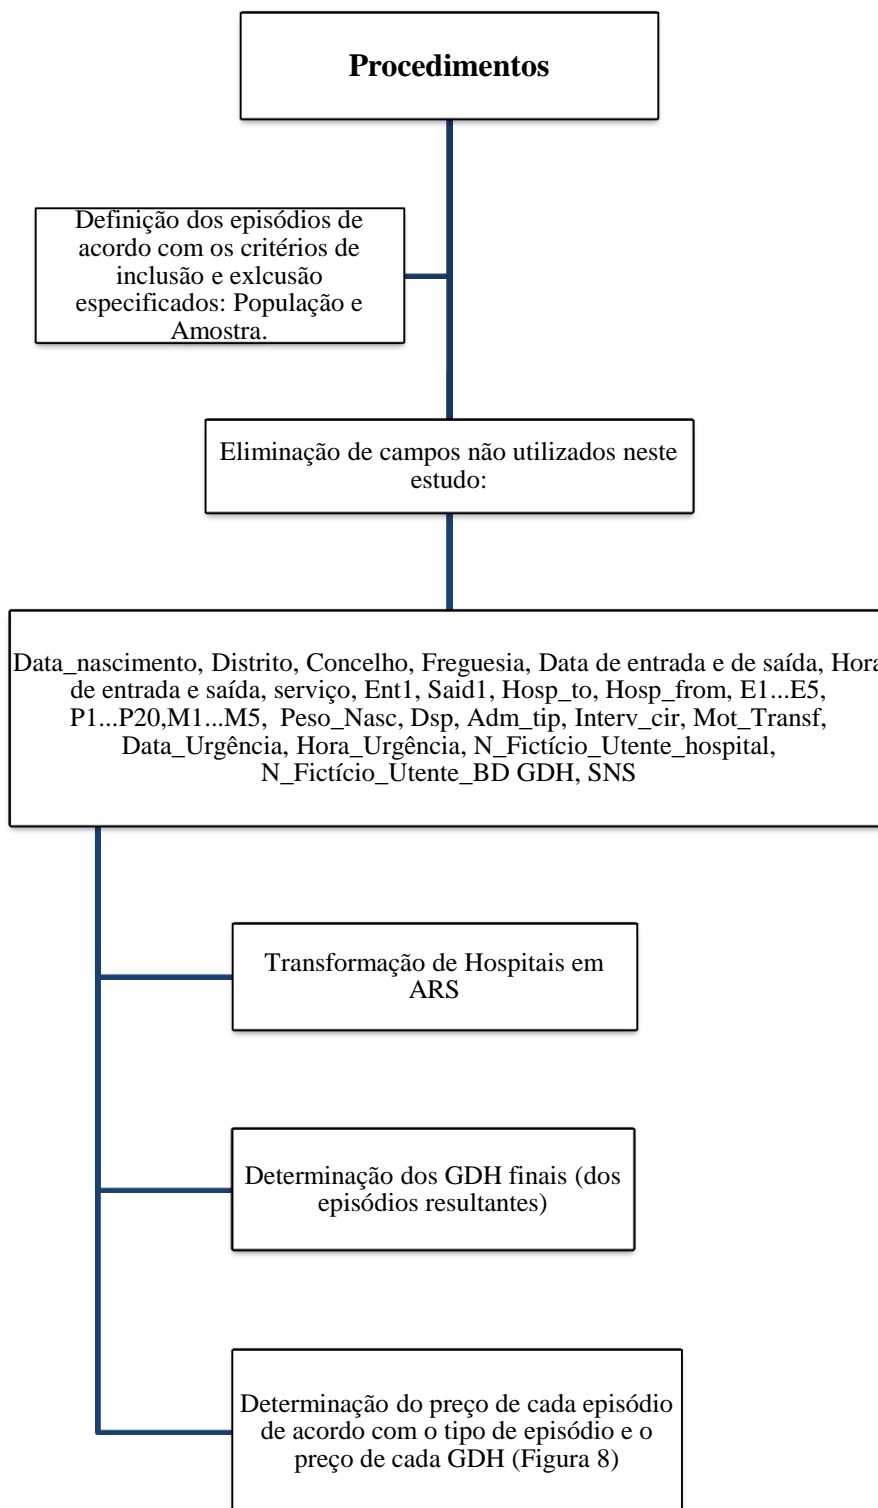 Procedimentos
Definição dos episódios de
acordo com os critérios de
inclusão e exlcusão
especificados: População e
Amostra.
Eliminação de campos não utilizados neste
estudo:
Data_nascimento, Distrito, Concelho, Freguesia, Data de entrada e de saída, Hora
de entrada e saída, serviço, Ent1, Said1, Hosp_to, Hosp_from, E1...E5,
P1...P20,M1...M5, Peso_Nasc, Dsp, Adm_tip, Interv_cir, Mot_Transf,
Data_Urgência, Hora_Urgência, N_Fictício_Utente_hospital,
N_Fictício_Utente_BD GDH, SNS
Transformação de Hospitais em
ARS
Determinação dos GDH finais (dos
episódios resultantes)
Determinação do preço de cada episódio
de acordo com o tipo de episódio e o
preço de cada GDH (Figura 8)